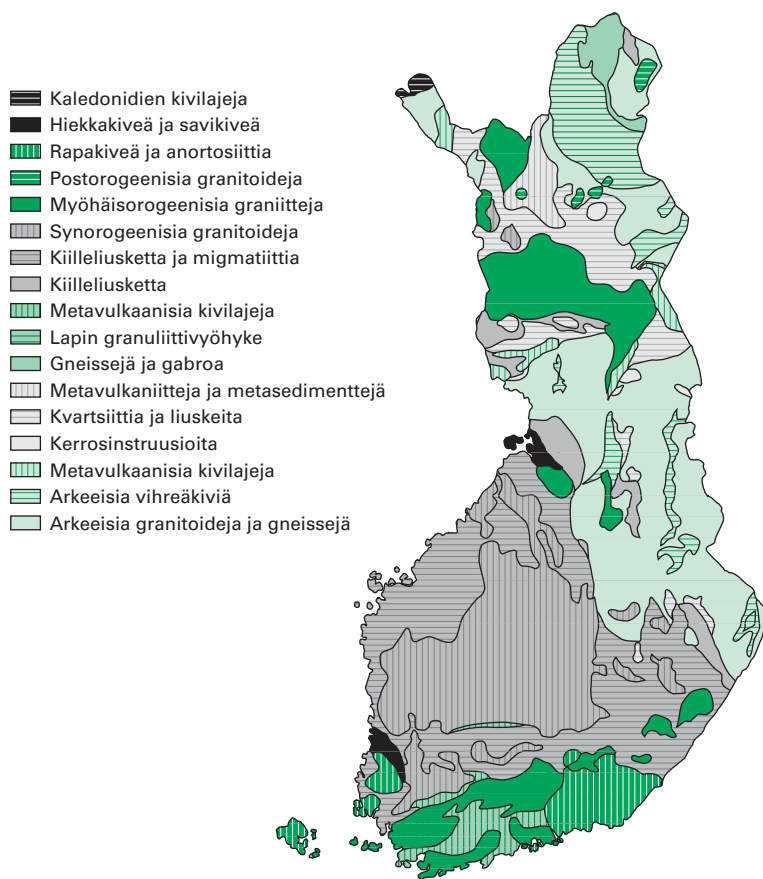 Kaledonidien kivilajeja
Hiekkakiveä ja savikiveä
Rapakiveä ja anortosiittia
Postorogeenisia granitoideja
Myöhäisorogeenisia graniitteja
Synorogeenisia granitoideja
Kiilleliusketta ja migmatiittia
Kiilleliusketta
Metavulkaanisia kivilajeja
Lapin granuliittivyöhyke
Gneissejä ja gabroa
Metavulkaniitteja ja metasedimenttejä
Kvartsiittia ja liuskeita
Kerrosinstruusioita
Metavulkaanisia kivilajeja
Arkeeisia vihreäkiviä
Arkeeisia granitoideja ja gneissejä